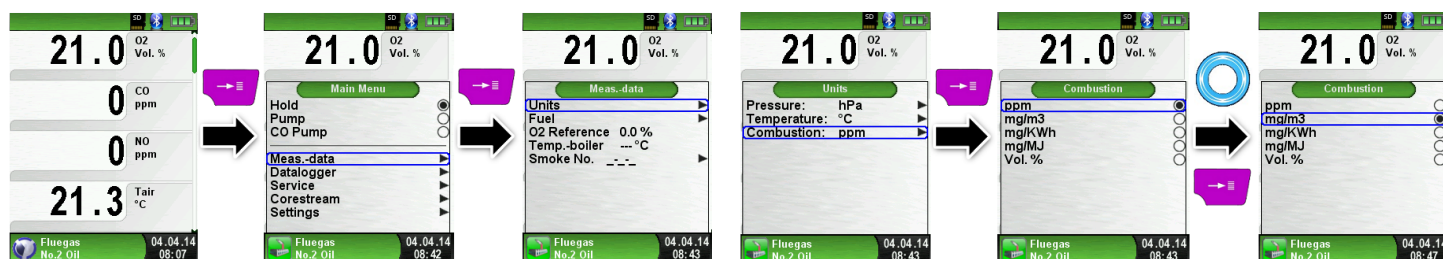 SD
21.0 O2 Vol. %
0 CO ppm
0 NO ppm
21.3 Tair °C
Fluegas 04.04.14
No.2 Oil 08:07
SD
21.0 O2 Vol. %
Main Menu
Hold
Pump
CO Pump
Meas.-data
Datalogger
Service
Corestream
Settings
Fluegas 04.04.14
No.2 Oil 08:42
SD
21.0 O2 Vol. %
Meas.-data
Units
Fuel
O2 Reference 0.0 %
Temp.-boiler ---°C
Smoke No. _-_-_
Fluegas 04.04.14
No.2 Oil 08:43
SD
21.0 O2 Vol. %
Units
Pressure: hPa
Temperature: °C
Combustion: ppm
Fluegas 04.04.14
No.2 Oil 08:43
SD
21.0 O2 Vol. %
Combustion
ppm
mg/m3
mg/KWh
mg/MJ
Vol. %
Fluegas 04.04.14
No.2 Oil 08:43
SD
21.0 O2 Vol. %
Combustion
ppm
mg/m3
mg/KWh
mg/MJ
Vol. %
Fluegas 04.04.14
No.2 Oil 08:47